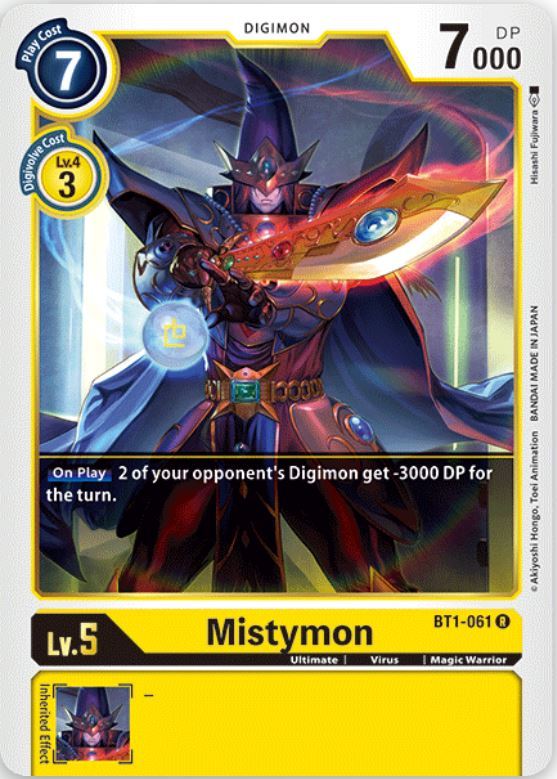 DIGIMON
Play Cost
7
7000
DP
Digivolve Cost
Lv.4
3
Hisashi Fujiwara
On Play 2 of your opponent's Digimon get -3000 DP for
the turn.
© Akiyoshi Hongo, Toei Animation BANDAI MADE IN JAPAN
Lv.5
Mistymon
BT1-061 R
Ultimate | Virus | Magic Warrior
Inherited Effect
–